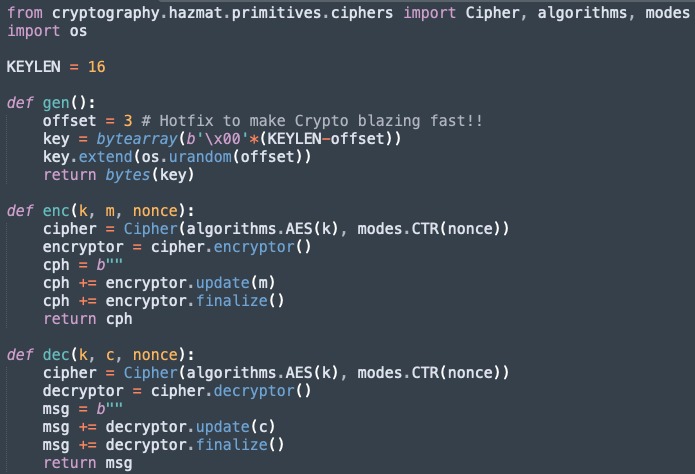 from cryptography.hazmat.primitives.ciphers import Cipher, algorithms, modes
import os

KEYLEN = 16

def gen():
    offset = 3 # Hotfix to make Crypto blazing fast!!
    key = bytearray(b'\x00'*(KEYLEN-offset))
    key.extend(os.urandom(offset))
    return bytes(key)

def enc(k, m, nonce):
    cipher = Cipher(algorithms.AES(k), modes.CTR(nonce))
    encryptor = cipher.encryptor()
    cph = b""
    cph += encryptor.update(m)
    cph += encryptor.finalize()
    return cph

def dec(k, c, nonce):
    cipher = Cipher(algorithms.AES(k), modes.CTR(nonce))
    decryptor = cipher.decryptor()
    msg = b""
    msg += decryptor.update(c)
    msg += decryptor.finalize()
    return msg